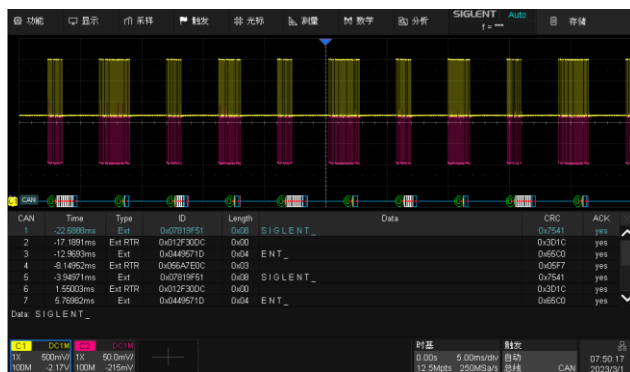 功能 显示 采样 触发 光标 测量 数学 分析 SIGLENT Auto 存储
f = ***
C1 CAN
CAN Time Type ID Length Data CRC ACK
1 -22.6888ms Ext 0x07819F51 0x08 S I G L E N T _ 0x7541 yes
2 -17.1891ms Ext RTR 0x012F30DC 0x00 0x3D1C yes
3 -12.9693ms Ext 0x0449571D 0x04 E N T _ 0x65C0 yes
4 -8.14952ms Ext RTR 0x056A7E0C 0x03 0x05F7 yes
5 -3.94971ms Ext 0x07819F51 0x08 S I G L E N T _ 0x7541 yes
6 1.55003ms Ext RTR 0x012F30DC 0x00 0x3D1C yes
7 5.76982ms Ext 0x0449571D 0x04 E N T _ 0x65C0 yes
Data: S I G L E N T _
C1 DC1M C2 DC1M 时基 触发
1X 500mV/ 1X 50.0mV/ 0.00s 5.00ms/div 自动 07:50:17
100M -2.17V 100M -215mV 12.5Mpts 250MSa/s 总线 CAN 2023/3/1